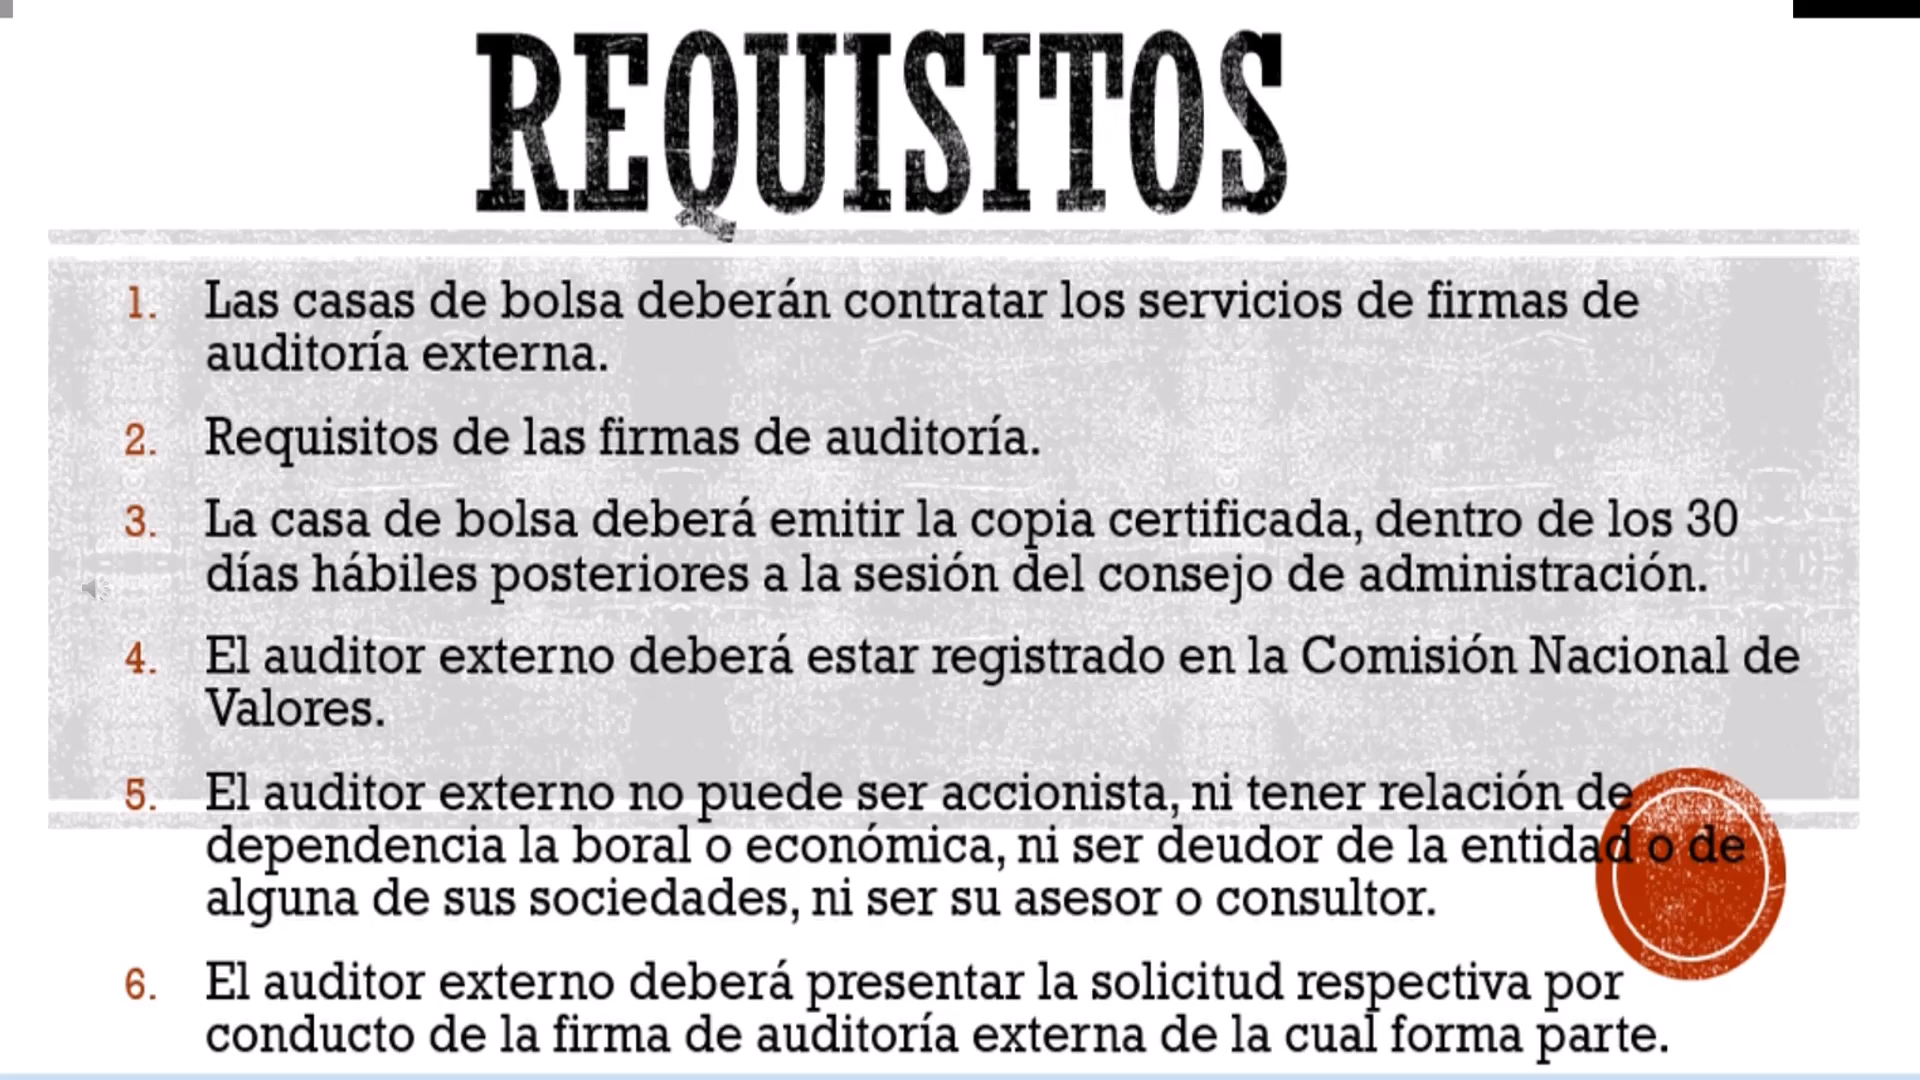 REQUISITOS
1. Las casas de bolsa deberán contratar los servicios de firmas de
auditoría externa.
2. Requisitos de las firmas de auditoría.
3. La casa de bolsa deberá emitir la copia certificada, dentro de los 30
días hábiles posteriores a la sesión del consejo de administración.
4. El auditor externo deberá estar registrado en la Comisión Nacional de
Valores.
5. El auditor externo no puede ser accionista, ni tener relación de
dependencia la boral o económica, ni ser deudor de la entidad o de
alguna de sus sociedades, ni ser su asesor o consultor.
6. El auditor externo deberá presentar la solicitud respectiva por
conducto de la firma de auditoría externa de la cual forma parte.